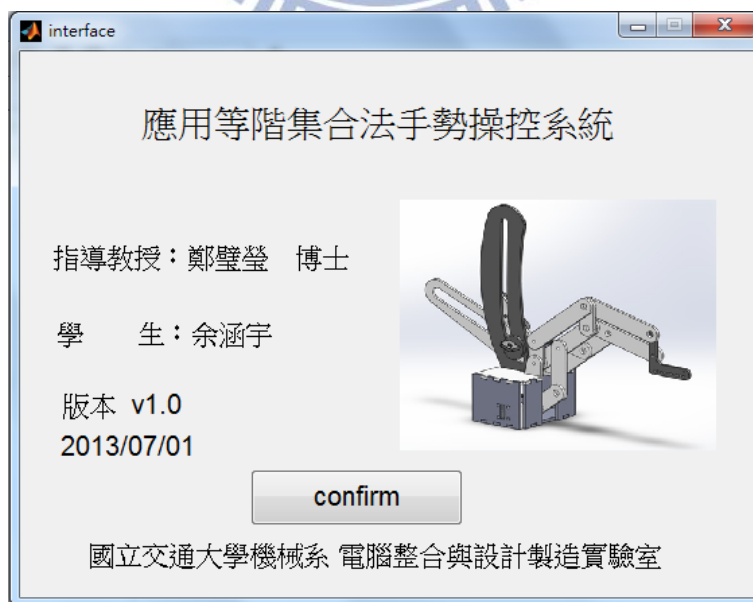 interface
應用等階集合法手勢操控系統
指導教授：鄭璧瑩　博士
學　　生：余涵宇
版本 v1.0
2013/07/01
confirm
國立交通大學機械系 電腦整合與設計製造實驗室